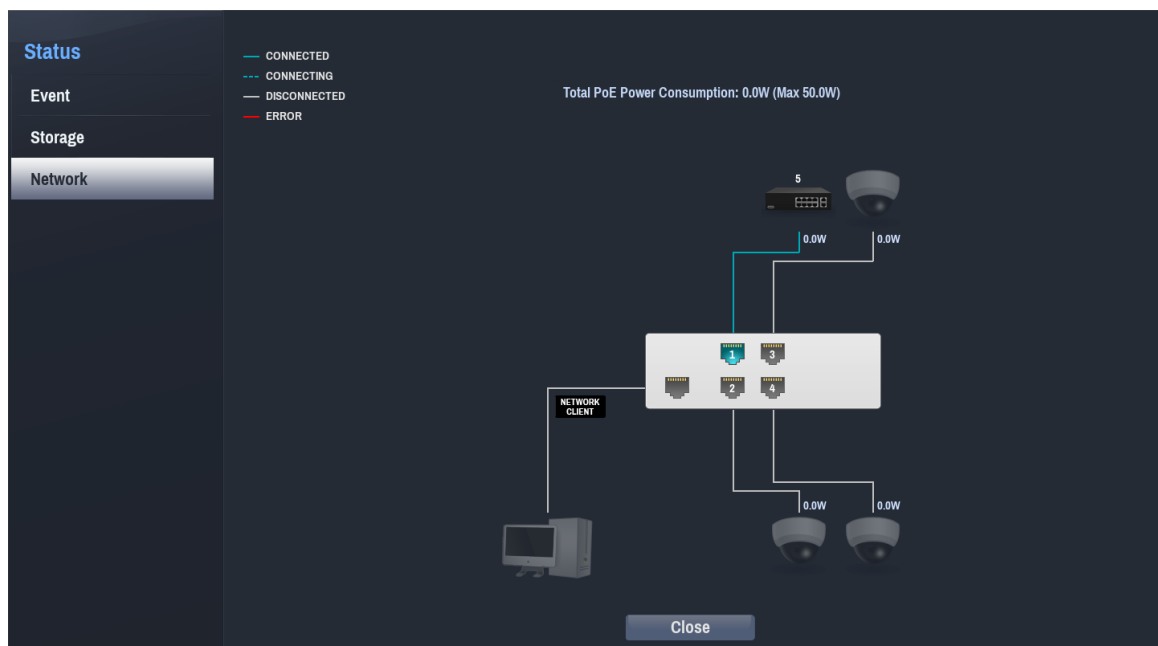 Status
Event
Storage
Network
CONNECTED
CONNECTING
DISCONNECTED
ERROR
Total PoE Power Consumption: 0.0W (Max 50.0W)
5
0.0W
0.0W
1
3
2
4
NETWORK
CLIENT
0.0W
0.0W
Close